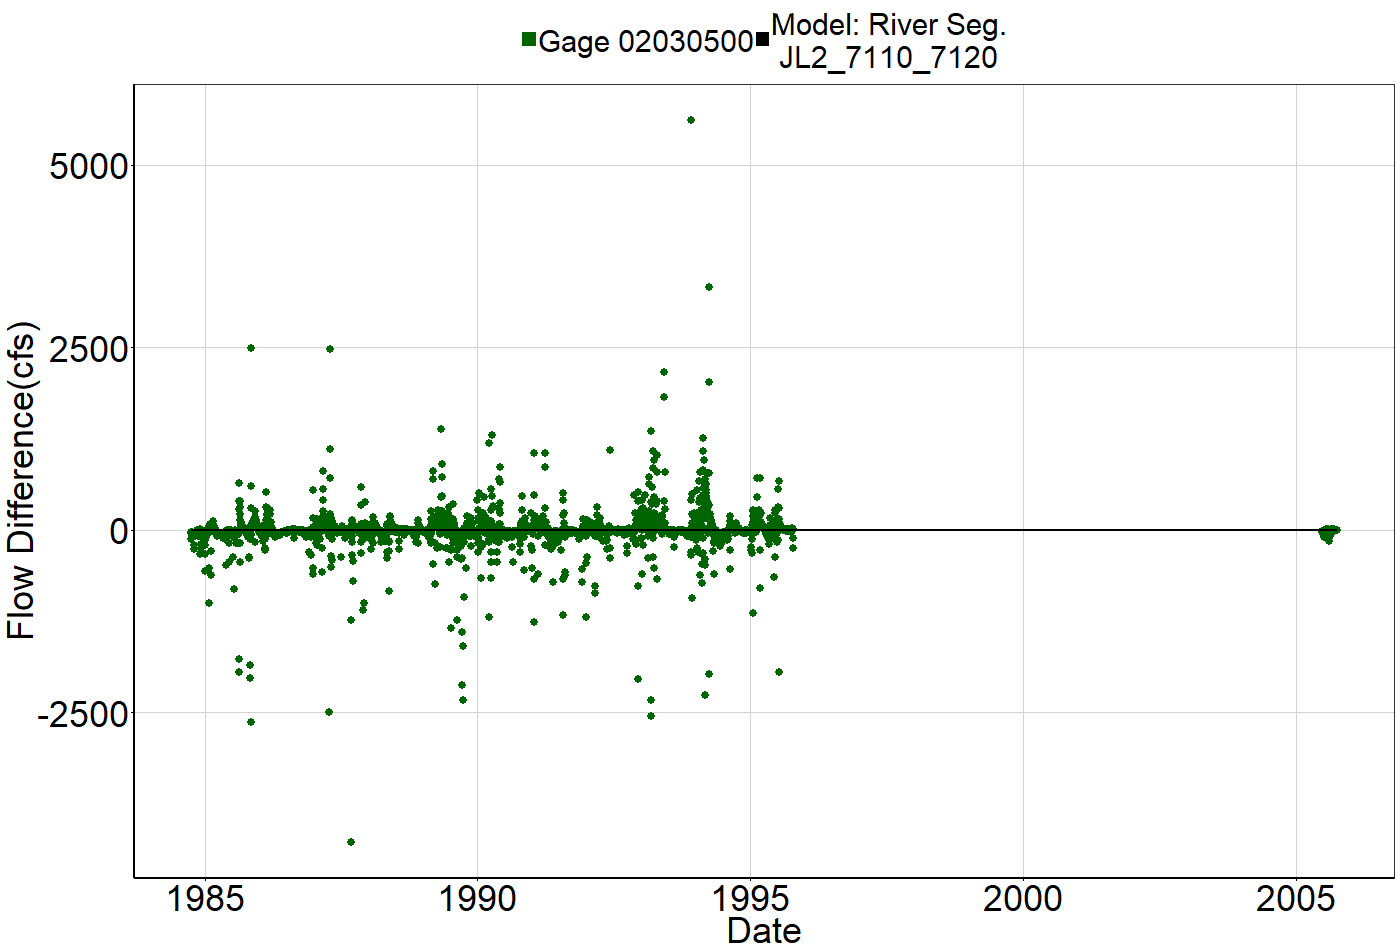 Gage 02030500
Model: River Seg.
JL2_7110_7120
Flow Difference(cfs)
5000
2500
0
-2500
1985
1990
1995
2000
2005
Date